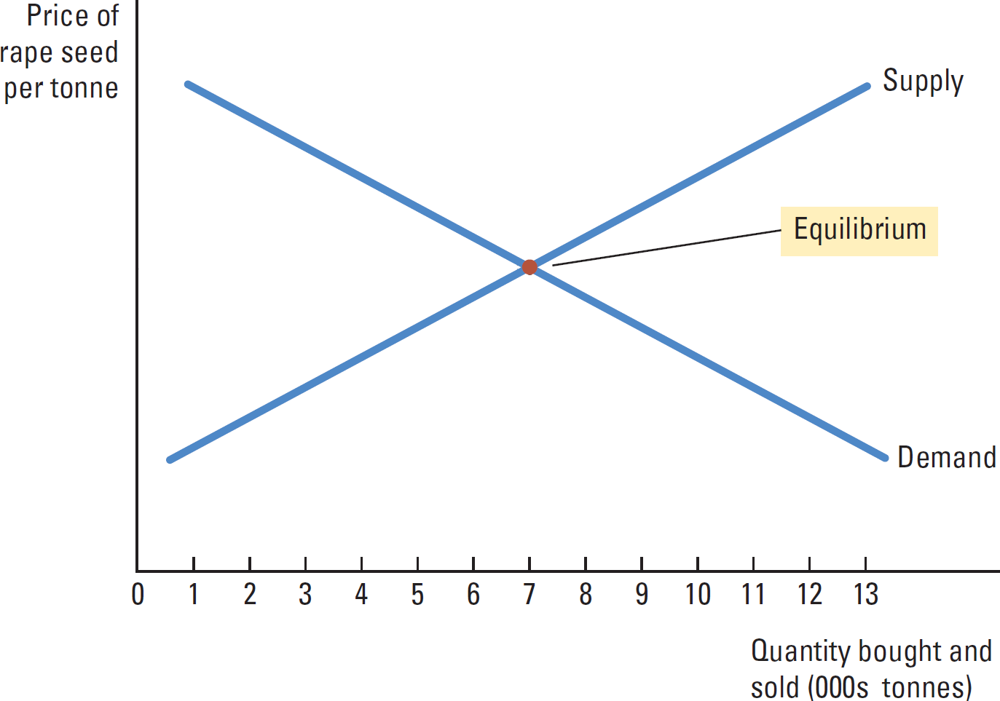 Price of
rape seed
per tonne
Supply
Equilibrium
Demand
0 1 2 3 4 5 6 7 8 9 10 11 12 13
Quantity bought and
sold (000s tonnes)